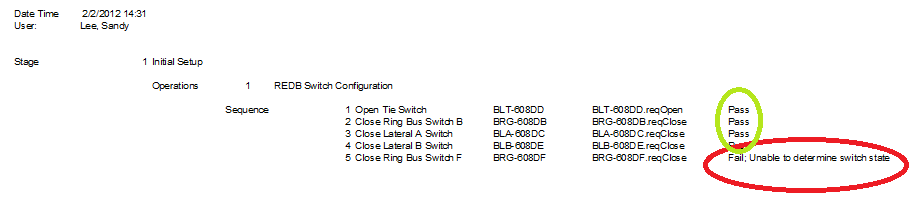 Date Time 2/2/2012 14:31
User: Lee, Sandy
Stage 1 Initial Setup
Operations 1 REDB Switch Configuration
Sequence 1 Open Tie Switch BLT-608DD BLT-608DD.reqOpen Pass
2 Close Ring Bus Switch B BRG-608DB BRG-608DB.reqClose Pass
3 Close Lateral A Switch BLA-608DC BLA-608DC.reqClose Pass
4 Close Lateral B Switch BLB-608DE BLB-608DE.reqClose
5 Close Ring Bus Switch F BRG-608DF BRG-608DF.reqClose Fail; Unable to determine switch state